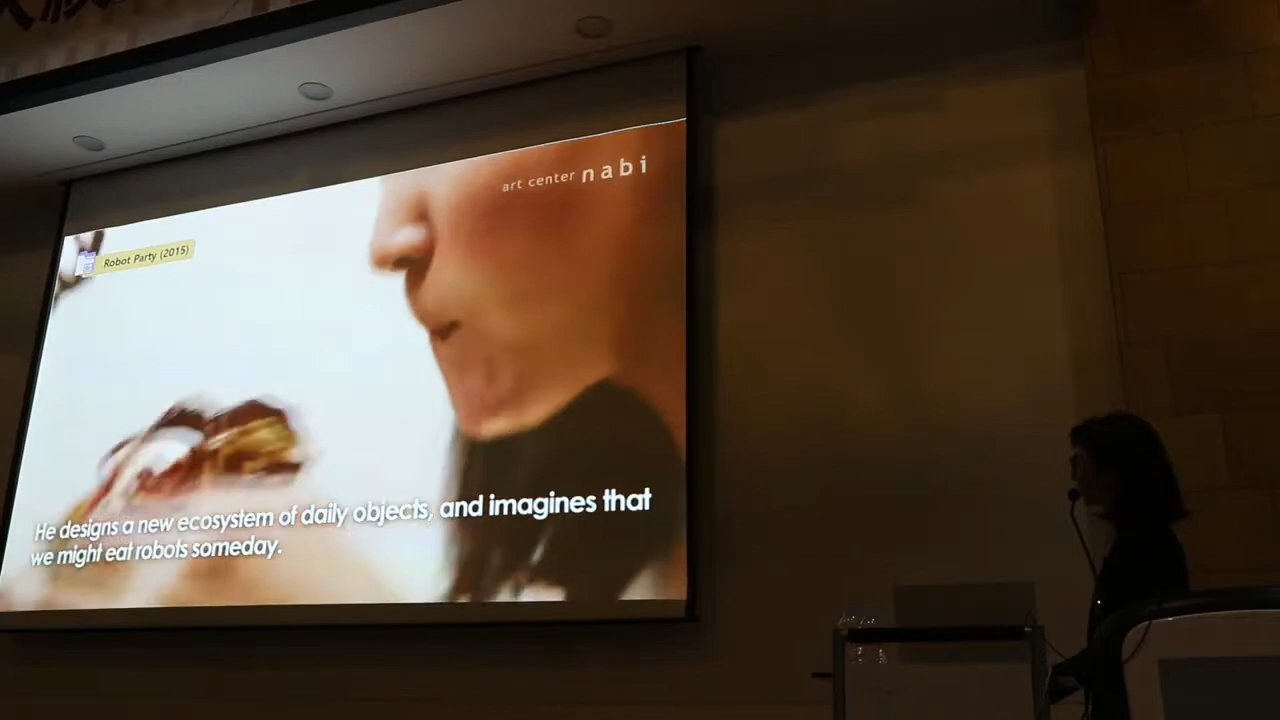 art center nabi
Robot Party (2015)
He designs a new ecosystem of daily objects, and imagines that
we might eat robots someday.